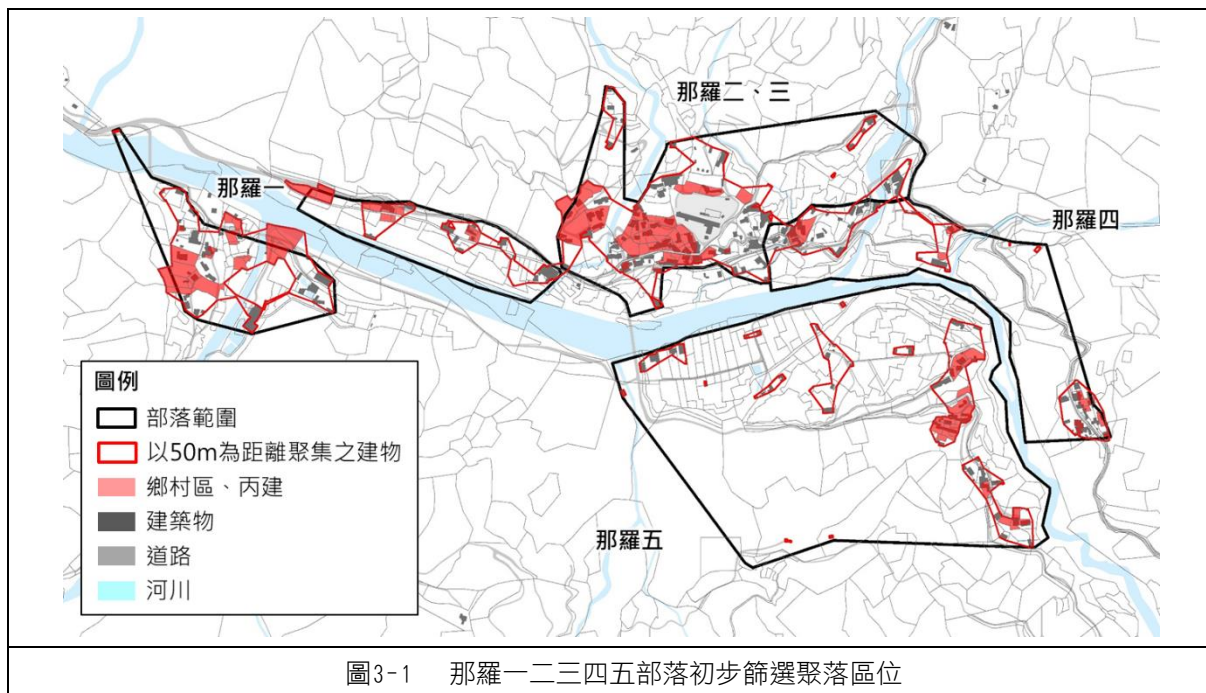 那羅二、三
那羅一
那羅四
圖例
部落範圍
以50m為距離聚集之建物
鄉村區、丙建
建築物
道路
河川
那羅五
圖3-1 那羅一二三四五部落初步篩選聚落區位